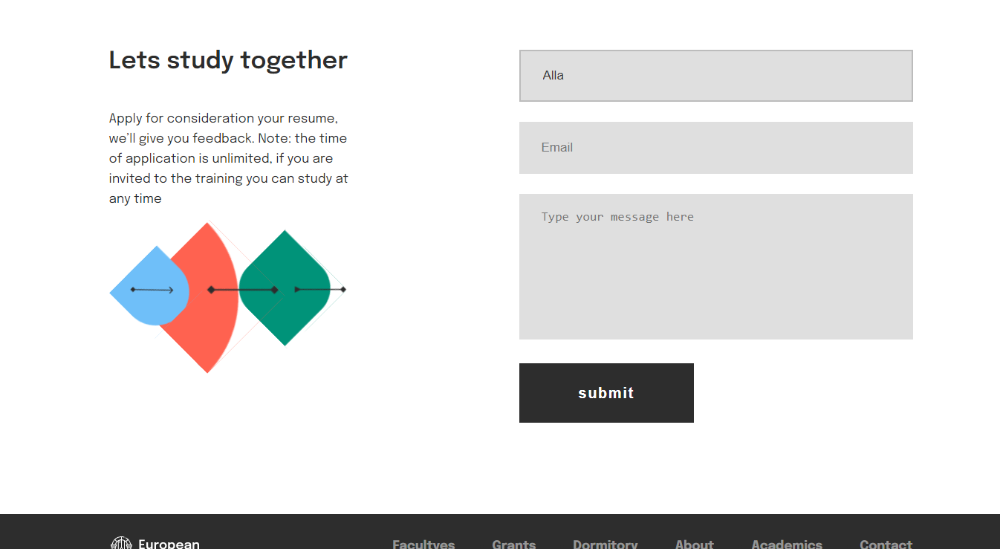 Lets study together
Apply for consideration your resume,
we'll give you feedback. Note: the time
of application is unlimited, if you are
invited to the training you can study at
any time
Alla
Email
Type your message here
submit
European
Facultyes Grants Dormitory About Academics Contact